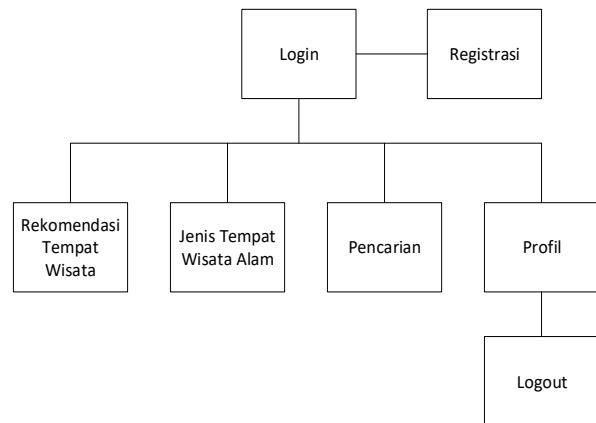 Login
Registrasi
Rekomendasi
Tempat
Wisata
Jenis Tempat
Wisata Alam
Pencarian
Profil
Logout